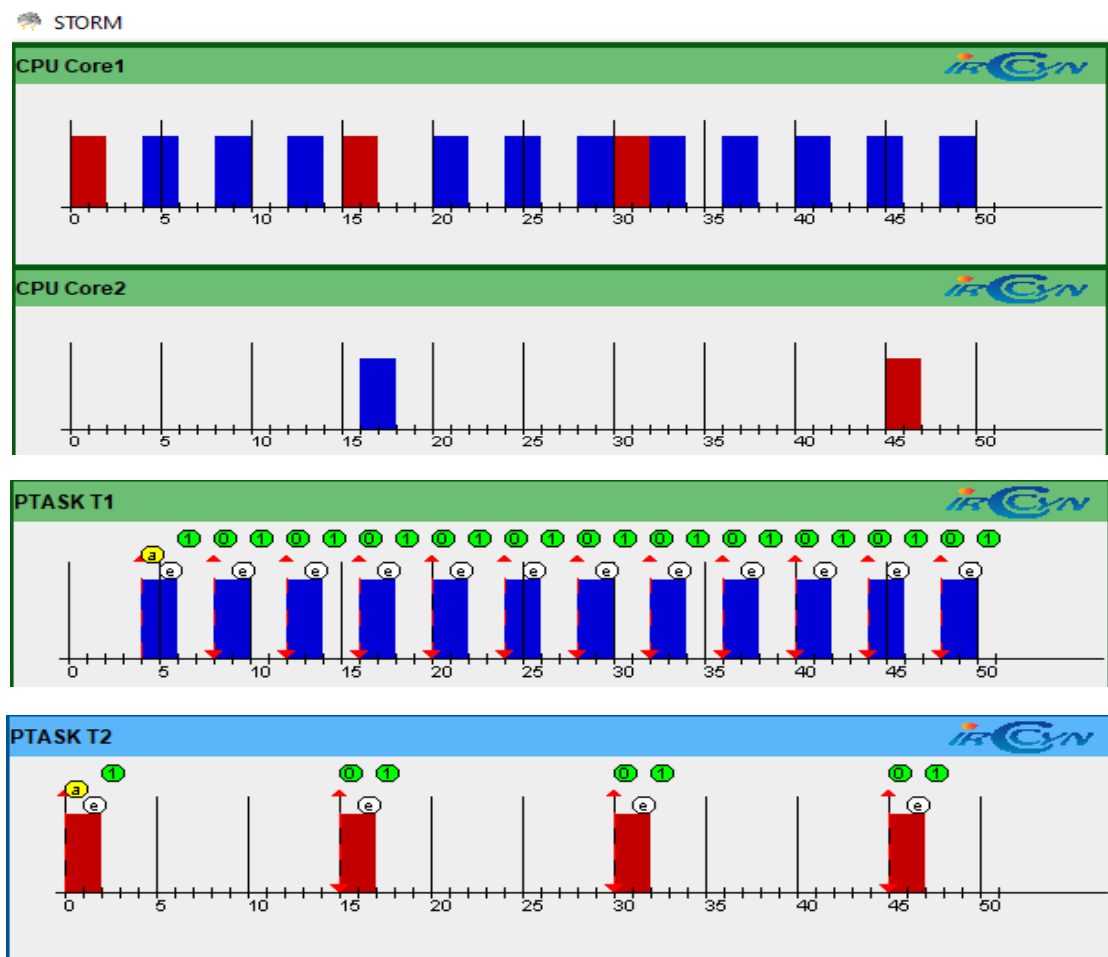 STORM
CPU Core1
IRCCyN
0 5 10 15 20 25 30 35 40 45 50
CPU Core2
IRCCyN
0 5 10 15 20 25 30 35 40 45 50
PTASK T1
IRCCyN
1 0 1 0 1 0 1 0 1 0 1 0 1 0 1 0 1 0 1 0 1 0 1
a
e e e e e e e e e e e e
0 5 10 15 20 25 30 35 40 45 50
PTASK T2
IRCCyN
1 0 1 0 1 0 1
a
e e e e
0 5 10 15 20 25 30 35 40 45 50